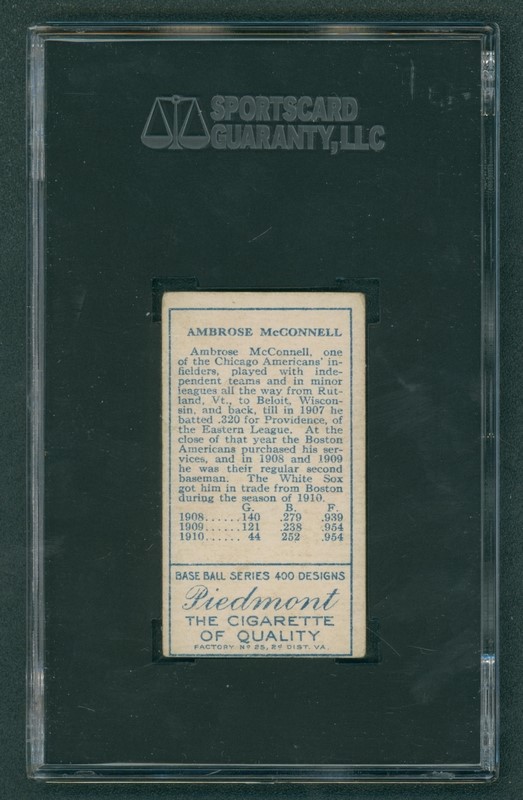 SPORTSCARD
GUARANTY, LLC
AMBROSE McCONNELL
Ambrose McConnell, one
of the Chicago Americans' in-
fielders, played with inde-
pendent teams and in minor
leagues all the way from Rut-
land, Vt., to Beloit, Wiscon-
sin, and back, till in 1907 he
batted .320 for Providence, of
the Eastern League. At the
close of that year the Boston
Americans purchased his ser-
vices, and in 1908 and 1909
he was their regular second
baseman. The White Sox
got him in trade from Boston
during the season of 1910.
G. B. F.
1908......140 .279 .939
1909......121 .238 .954
1910...... 44 252 .954
BASE BALL SERIES 400 DESIGNS
Piedmont
THE CIGARETTE
OF QUALITY
FACTORY No 25, 2d DIST. VA.